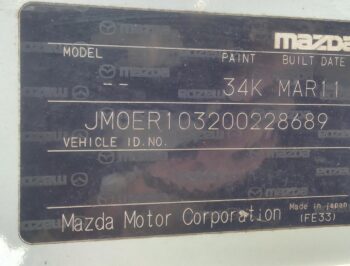 mazda
MODEL PAINT BUILT DATE
-- 34K MAR11
JM0ER103200228689
VEHICLE ID.NO.
Mazda Motor Corporation Made in japan
(FE33)